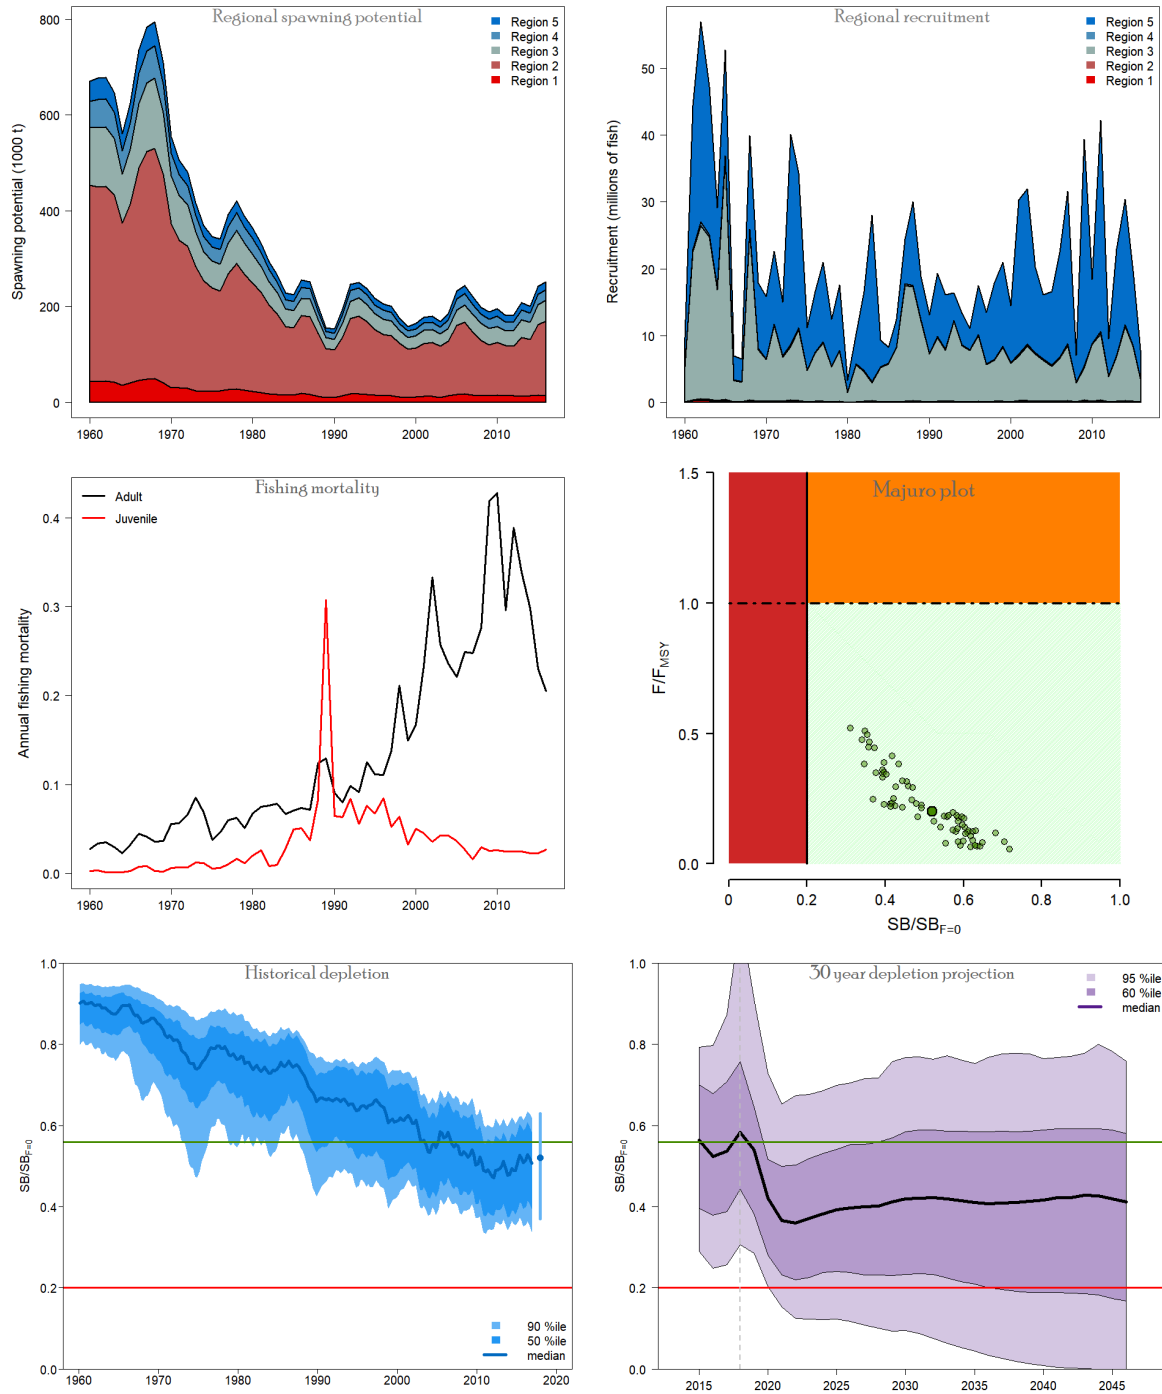 Regional spawning potential
Spawning potential (1000 t)
800
600
400
200
0
1960 1970 1980 1990 2000 2010
Region 5
Region 4
Region 3
Region 2
Region 1
Regional recruitment
Recruitment (millions of fish)
50
40
30
20
10
0
1960 1970 1980 1990 2000 2010
Region 5
Region 4
Region 3
Region 2
Region 1
Fishing mortality
Annual fishing mortality
0.4
0.3
0.2
0.1
0.0
1960 1970 1980 1990 2000 2010
Adult
Juvenile
Majuro plot
F/F_MSY
1.5
1.0
0.5
0.0
0 0.2 0.4 0.6 0.8 1.0
SB/SB_F=0
Historical depletion
SB/SB_F=0
1.0
0.8
0.6
0.4
0.2
0.0
1960 1970 1980 1990 2000 2010 2020
90 %ile
50 %ile
median
30 year depletion projection
SB/SB_F=0
1.0
0.8
0.6
0.4
0.2
0.0
2015 2020 2025 2030 2035 2040 2045
95 %ile
60 %ile
median